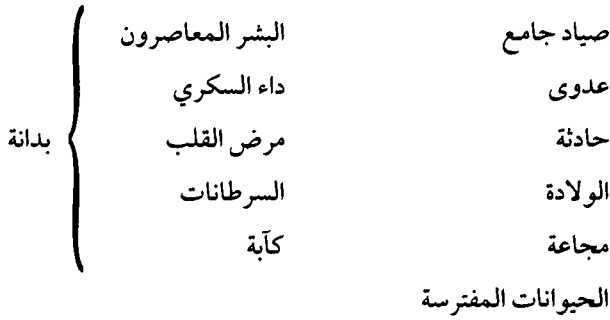 صياد جامع البشر المعاصرون
عدوى داء السكري
حادثة مرض القلب بدانة
الولادة السرطانات
مجاعة كآبة
الحيوانات المفترسة